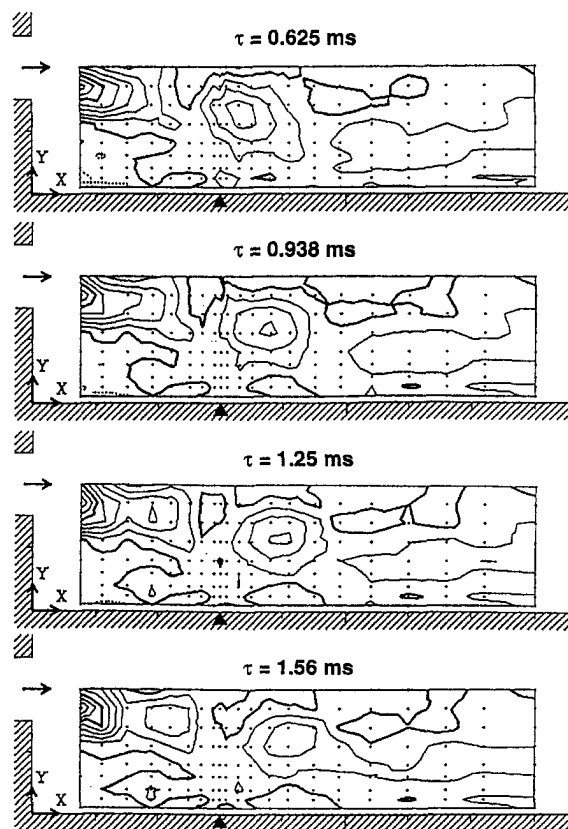 τ = 0.625 ms
Y
X
τ = 0.938 ms
Y
X
τ = 1.25 ms
Y
X
τ = 1.56 ms
Y
X